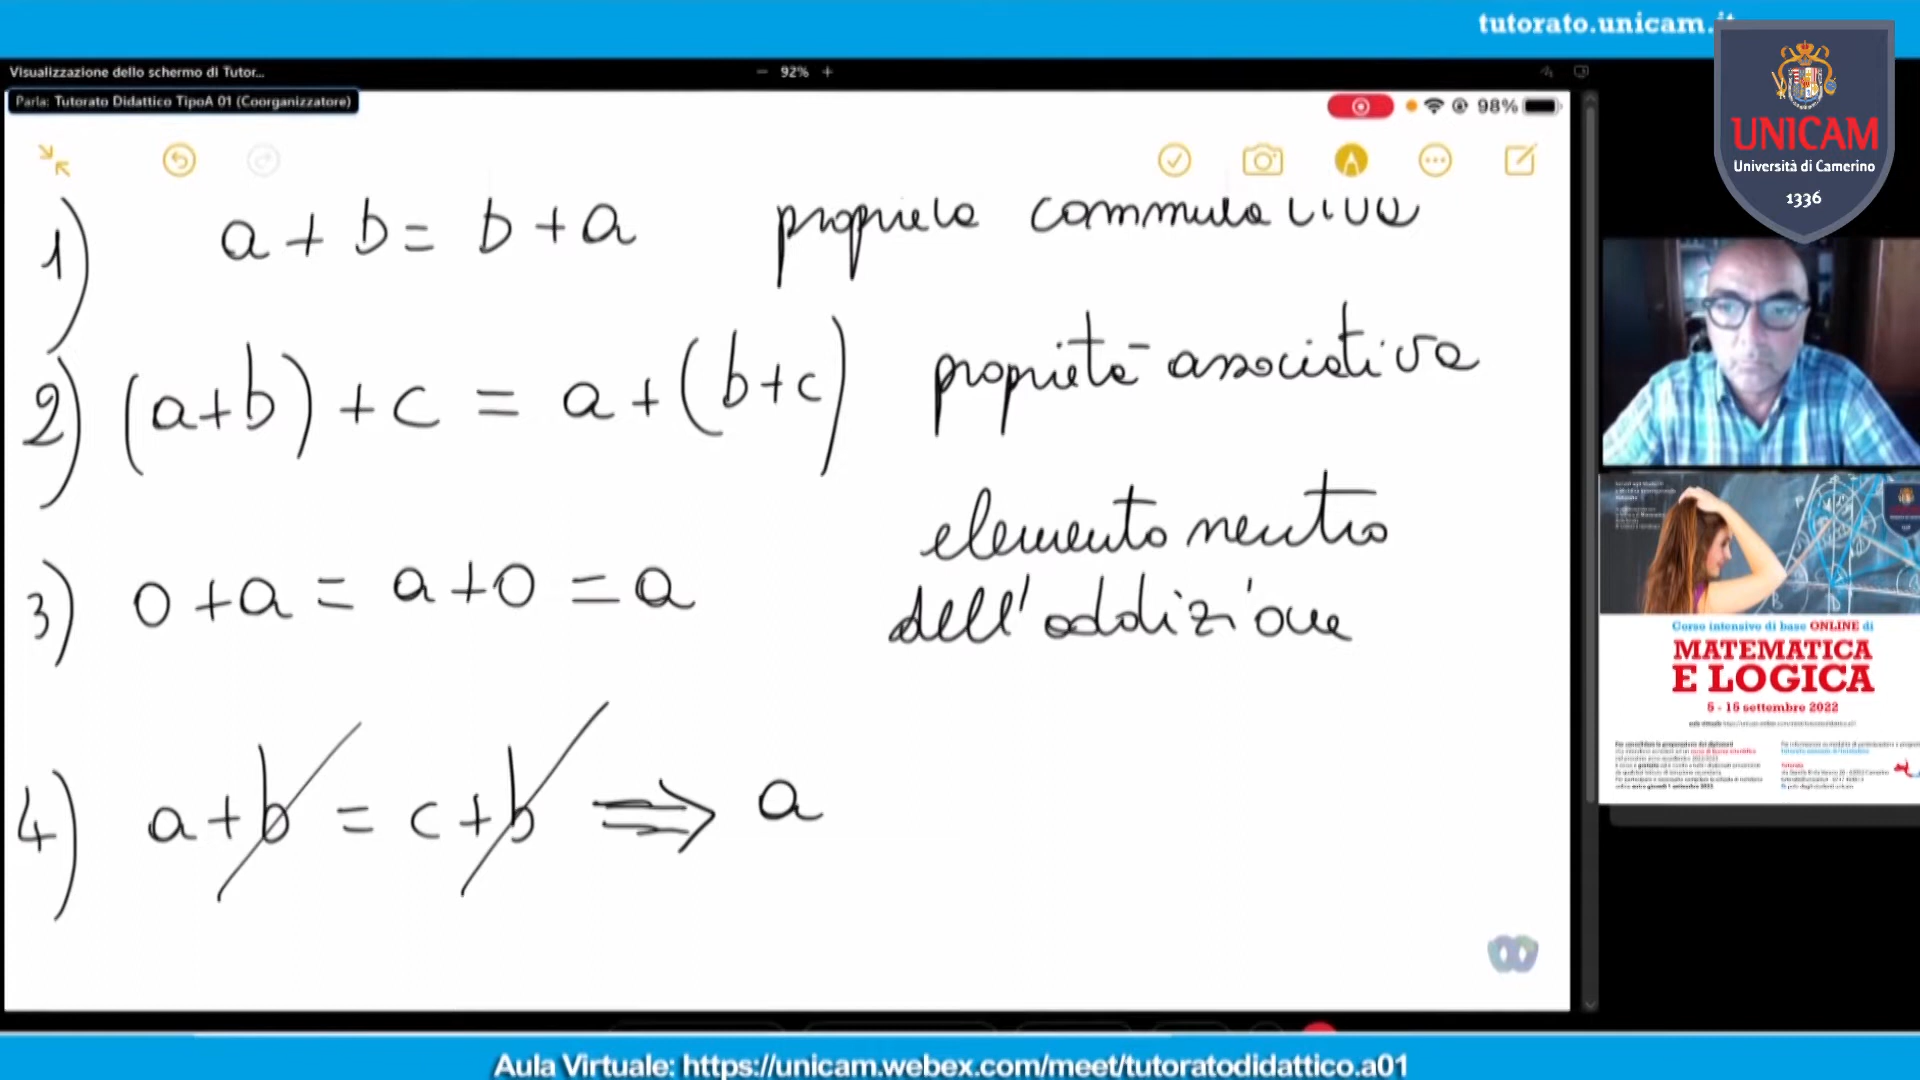 tutorato.unicam.it
Visualizzazione dello schermo di Tutor...
92%
Parla: Tutorato Didattico TipoA 01 (Coorganizzatore)
98%
UNICAM
Università di Camerino
1336
1) a + b = b + a propieta commutativa
2) (a+b) + c = a + (b+c) proprietà associativa
3) 0 + a = a + 0 = a elemento neutro
dell'addizione
4) a + b = c + b ⇒ a
Corso intensivo di base ONLINE di
MATEMATICA
E LOGICA
5 - 15 settembre 2022
Aula Virtuale: https://unicam.webex.com/meet/tutoratodidattico.a01